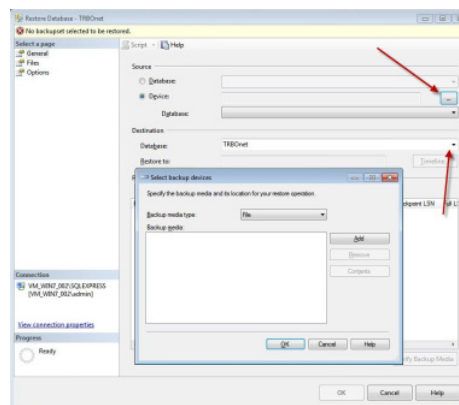 Restore Database - TRBOnet
No backupset selected to be restored.
Select a page
General
Files
Options
Script
Help
Source
Database:
Device:
...
Database:
Destination
Database:
TRBOnet
Restore to:
Timeline...
Select backup devices
Specify the backup media and its location for your restore operation.
Backup media type:
File
Backup media:
Add
Remove
Contents
OK
Cancel
Help
Connection
VM_WIN7_002\SQLEXPRESS
[VM_WIN7_002\admin]
View connection properties
Progress
Ready
Backup Media
OK
Cancel
Help